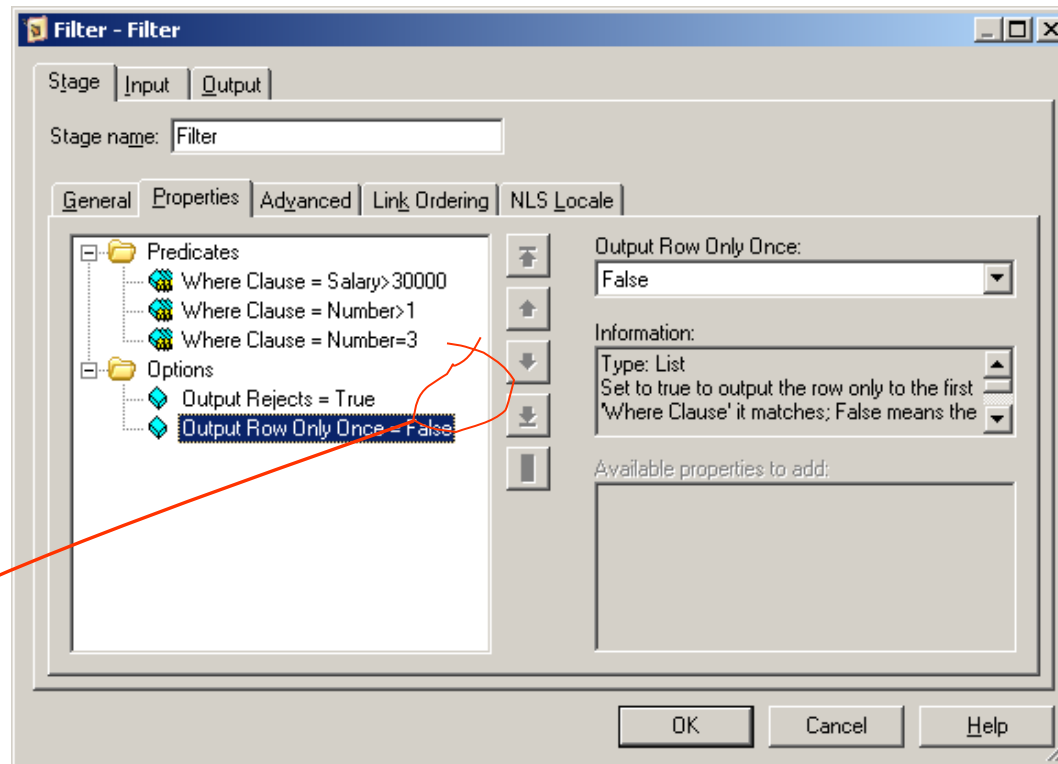 Filter - Filter
Stage Input Output
Stage name: Filter
General Properties Advanced Link Ordering NLS Locale
Predicates
Where Clause = Salary>30000
Where Clause = Number>1
Where Clause = Number=3
Options
Output Rejects = True
Output Row Only Once = False
Output Row Only Once:
False
Information:
Type: List
Set to true to output the row only to the first
'Where Clause' it matches; False means the
Available properties to add:
OK Cancel Help